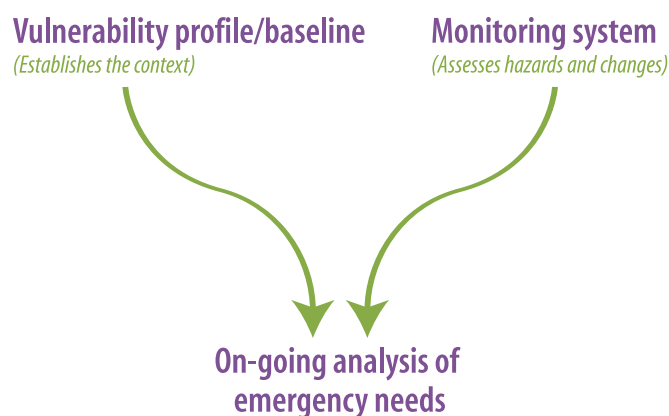 Vulnerability profile/baseline
(Establishes the context)
Monitoring system
(Assesses hazards and changes)
On-going analysis of
emergency needs